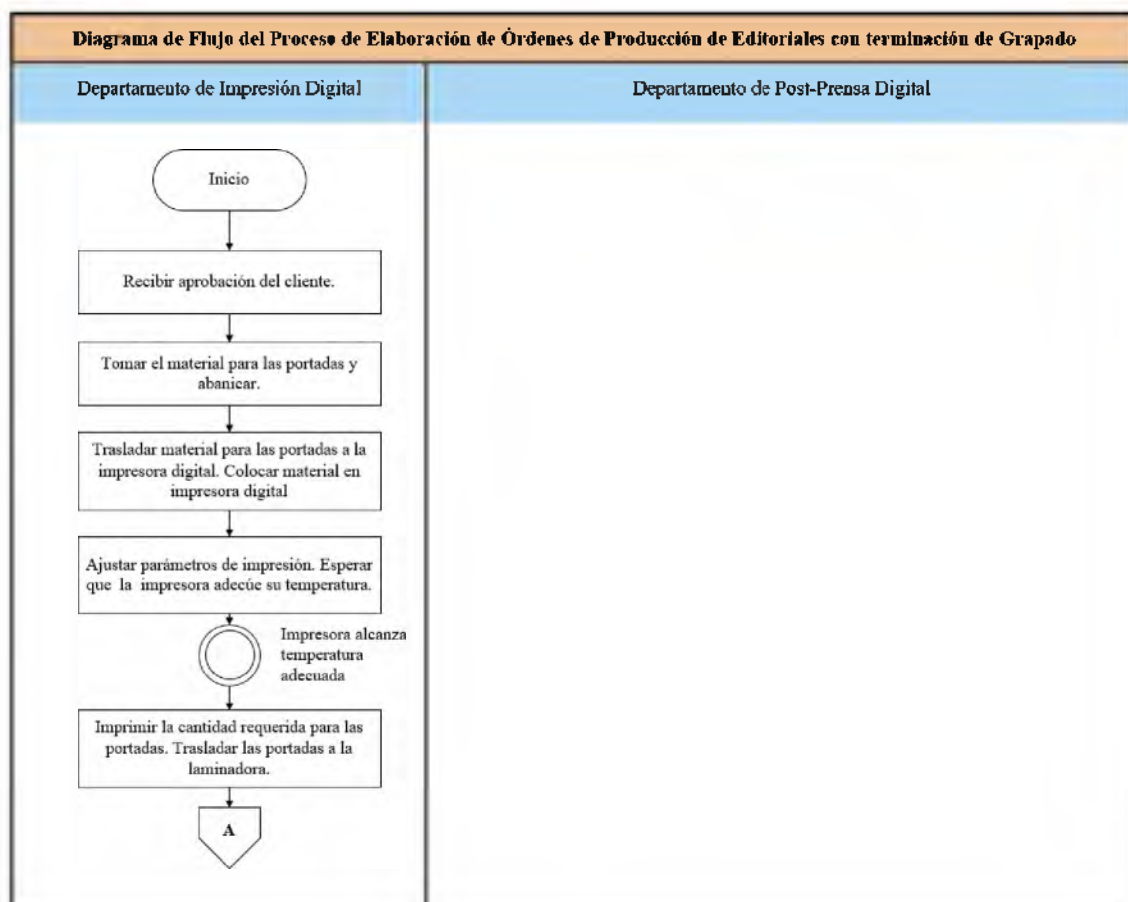 Diagrama de Flujo del Proceso de Elaboración de Órdenes de Producción de Editoriales con terminación de Grapado
Departamento de Impresión Digital
Departamento de Post-Prensa Digital
Inicio
Recibir aprobación del cliente.
Tomar el material para las portadas y
abanicar.
Trasladar material para las portadas a la
impresora digital. Colocar material en
impresora digital
Ajustar parámetros de impresión. Esperar
que la impresora adecúe su temperatura.
Impresora alcanza
temperatura
adecuada
Imprimir la cantidad requerida para las
portadas. Trasladar las portadas a la
laminadora.
A